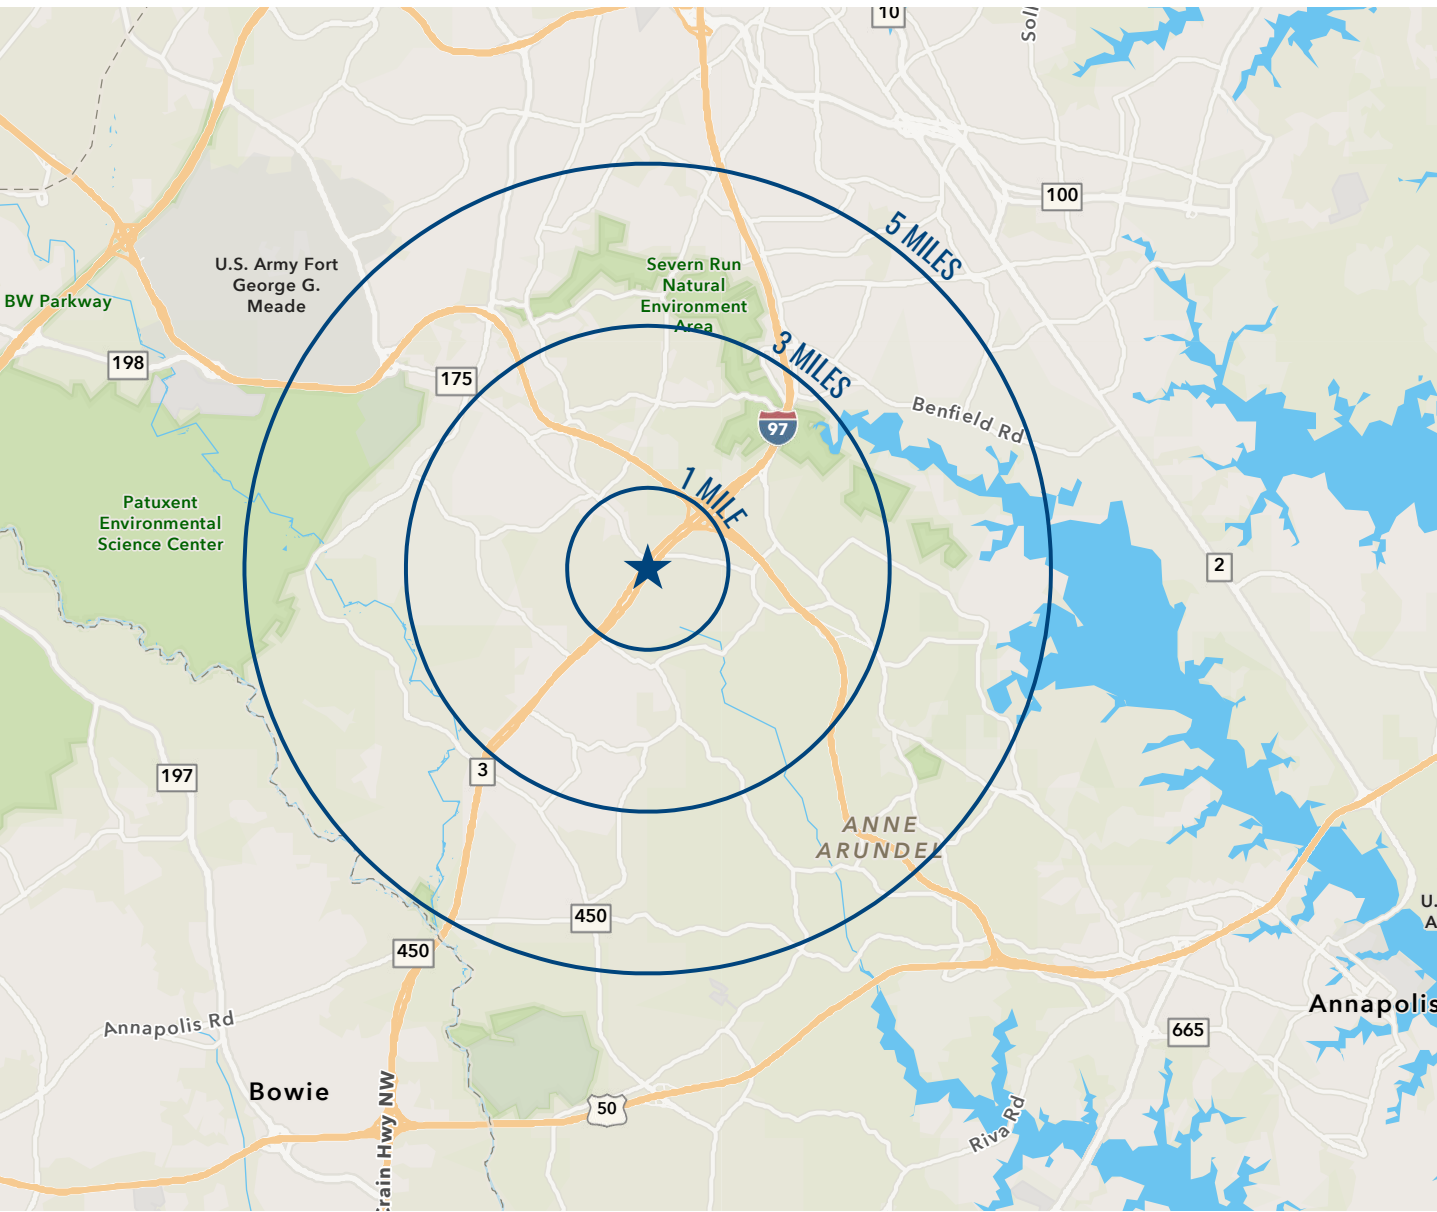 10
Soll
100
5 MILES
U.S. Army Fort
George G.
Meade
Severn Run
Natural
Environment
Area
BW Parkway
198
175
3 MILES
Benfield Rd
97
1 MILE
Patuxent
Environmental
Science Center
2
3
197
ANNE
ARUNDEL
U.
A
450
450
Annapolis
Annapolis Rd
665
Bowie
50
Riva Rd
Crain Hwy NW